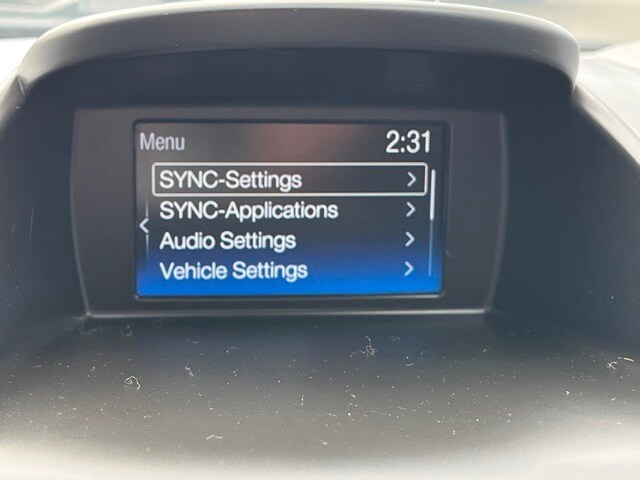 Menu 2:31
SYNC-Settings
SYNC-Applications
Audio Settings
Vehicle Settings